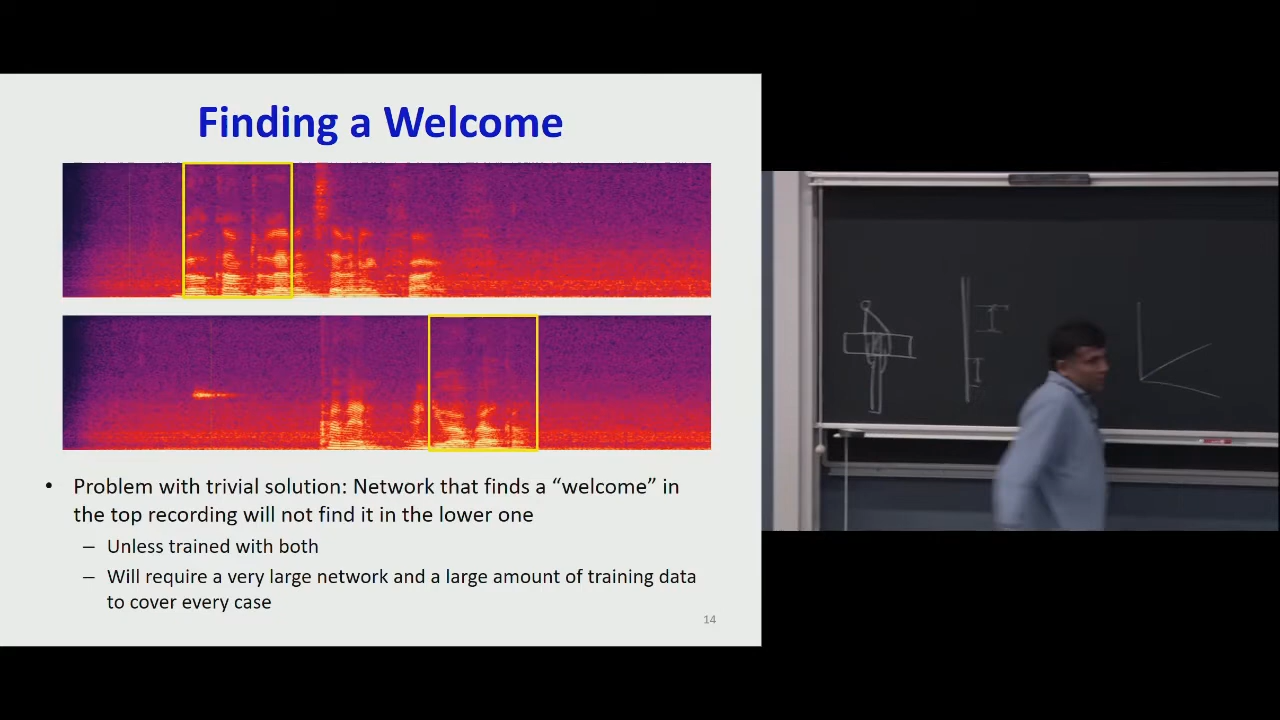 Finding a Welcome
• Problem with trivial solution: Network that finds a “welcome” in
the top recording will not find it in the lower one
– Unless trained with both
– Will require a very large network and a large amount of training data
to cover every case
14